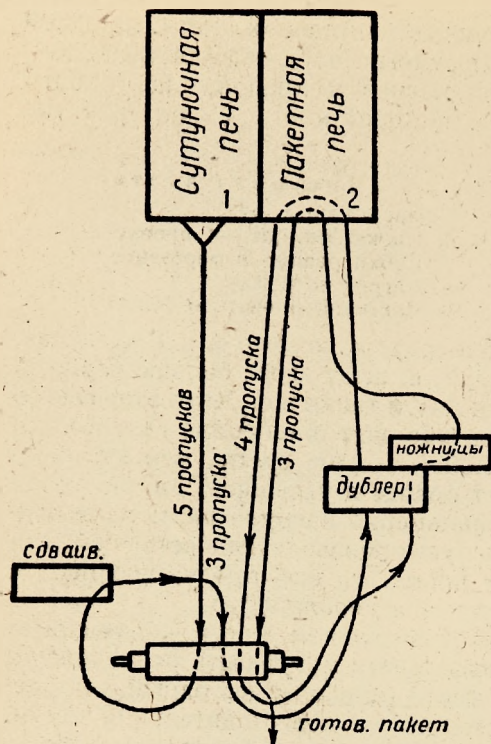 Сутуночная
печь
1
Пакетная
печь
2
5 пропусков
3 пропуска
4 пропуска
3 пропуска
ножницы
дублер
сдваив.
готов. пакет